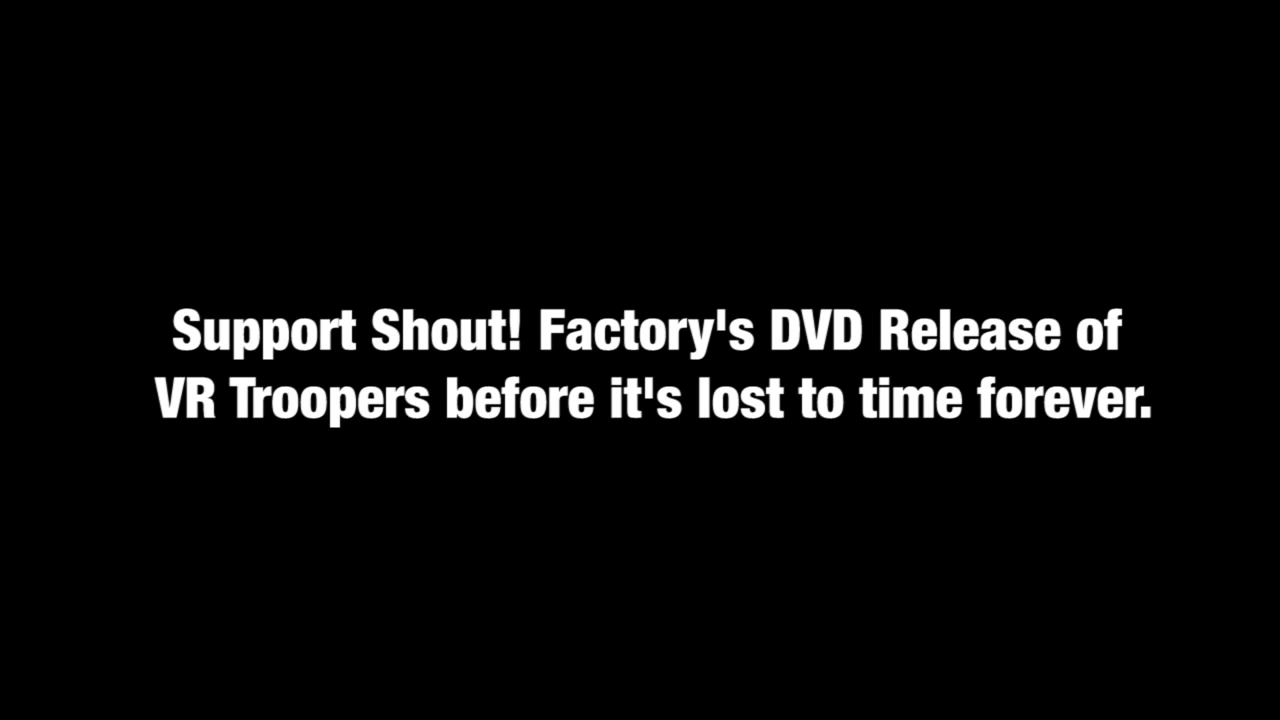 Support Shout! Factory's DVD Release of
VR Troopers before it's lost to time forever.